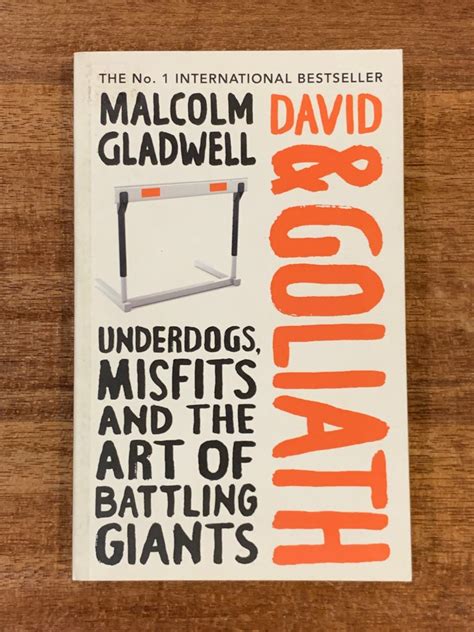 THE No. 1 INTERNATIONAL BESTSELLER
MALCOLM
GLADWELL
DAVID
& GOLIATH
UNDERDOGS,
MISFITS
AND THE
ART OF
BATTLING
GIANTS